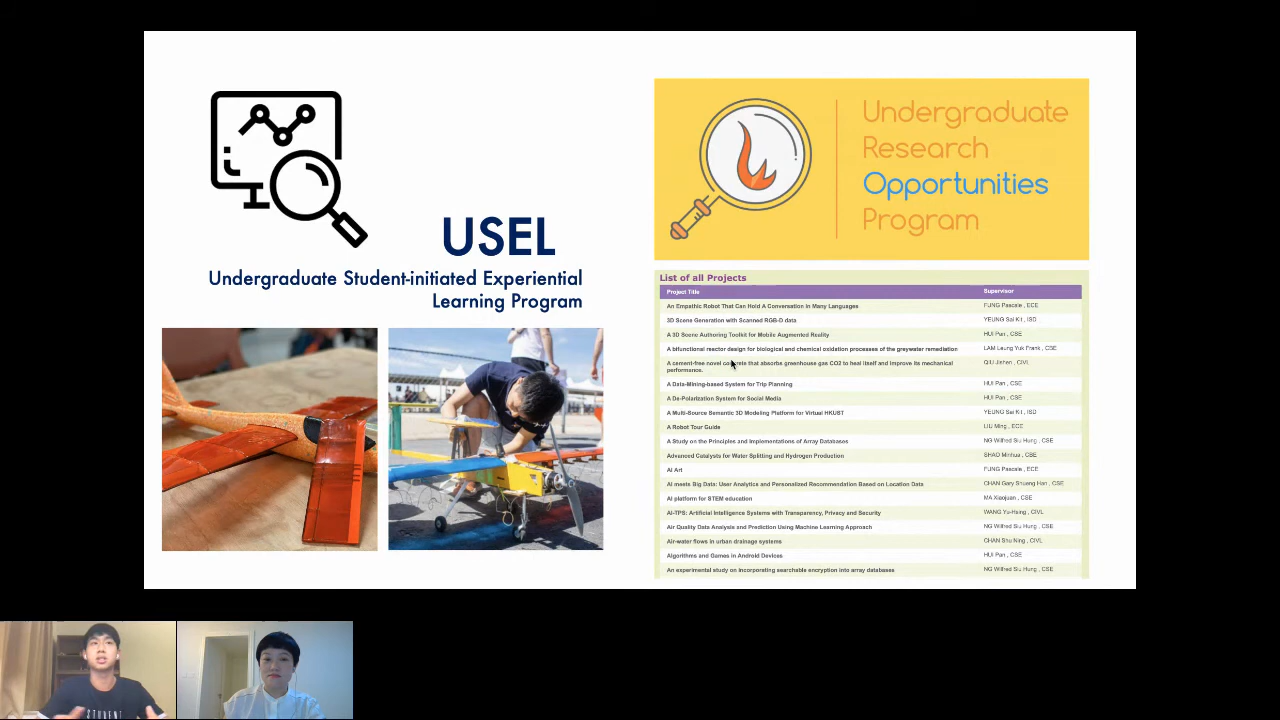 USEL
Undergraduate Student-initiated Experiential
Learning Program
Undergraduate
Research
Opportunities
Program
List of all Projects
Project Title Supervisor
An Empathic Robot That Can Hold A Conversation In Many Languages FUNG Pascale , ECE
3D Scene Generation with Scanned RGB-D data YEUNG Sai Kit , ISD
A 3D Scene Authoring Toolkit for Mobile Augmented Reality HUI Pan , CSE
A bifunctional reactor design for biological and chemical oxidation processes of the greywater remediation LAM Leung Yuk Frank , CBE
A cement-free novel concrete that absorbs greenhouse gas CO2 to heal itself and improve its mechanical QIU Jishen , CIVL
performance.
A Data-Mining-based System for Trip Planning HUI Pan , CSE
A De-Polarization System for Social Media HUI Pan , CSE
A Multi-Source Semantic 3D Modeling Platform for Virtual HKUST YEUNG Sai Kit , ISD
A Robot Tour Guide LIU Ming , ECE
A Study on the Principles and Implementations of Array Databases NG Wilfred Siu Hung , CSE
Advanced Catalysts for Water Splitting and Hydrogen Production SHAO Minhua , CBE
AI Art FUNG Pascale , ECE
AI meets Big Data: User Analytics and Personalized Recommendation Based on Location Data CHAN Gary Shueng Han , CSE
AI platform for STEM education MA Xiaojuan , CSE
AI-TPS: Artificial Intelligence Systems with Transparency, Privacy and Security WANG Yu-Hsing , CIVL
Air Quality Data Analysis and Prediction Using Machine Learning Approach NG Wilfred Siu Hung , CSE
Air-water flows in urban drainage systems CHAN Shu Ning , CIVL
Algorithms and Games in Android Devices HUI Pan , CSE
An experimental study on incorporating searchable encryption into array databases NG Wilfred Siu Hung , CSE
STUDENT